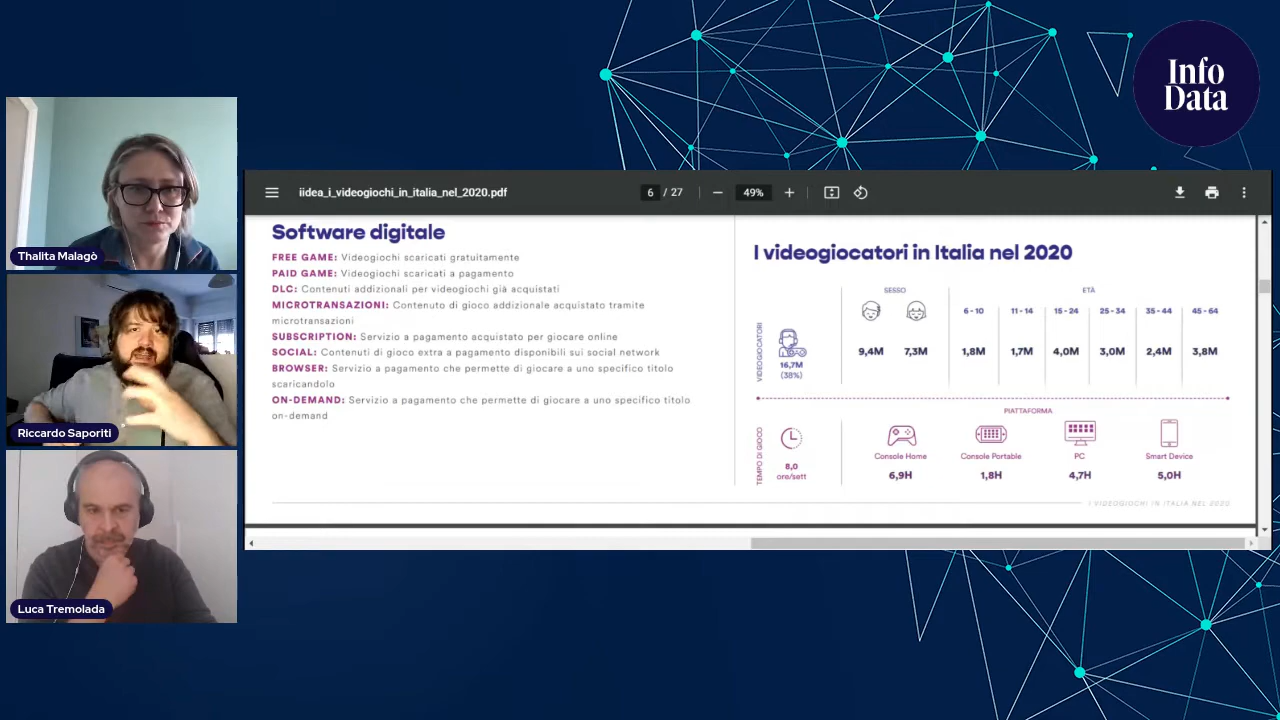 Info
Data
Thalita Malagò
Riccardo Saporiti
Luca Tremolada
iidea_i_videogiochi_in_italia_nel_2020.pdf
6 / 27
49%
Software digitale
FREE GAME: Videogiochi scaricati gratuitamente
PAID GAME: Videogiochi scaricati a pagamento
DLC: Contenuti addizionali per videogiochi già acquistati
MICROTRANSAZIONI: Contenuto di gioco addizionale acquistato tramite
microtransazioni
SUBSCRIPTION: Servizio a pagamento acquistato per giocare online
SOCIAL: Contenuti di gioco extra a pagamento disponibili sui social network
BROWSER: Servizio a pagamento che permette di giocare a uno specifico titolo
scaricandolo
ON-DEMAND: Servizio a pagamento che permette di giocare a uno specifico titolo
on-demand
I videogiocatori in Italia nel 2020
SESSO
ETÀ
6 - 10
11 - 14
15 - 24
25 - 34
35 - 44
45 - 64
VIDEOGIOCATORI
16,7M
(38%)
9,4M
7,3M
1,8M
1,7M
4,0M
3,0M
2,4M
3,8M
PIATTAFORMA
TEMPO DI GIOCO
8,0
ore/sett
Console Home
Console Portable
PC
Smart Device
6,9H
1,8H
4,7H
5,0H
I VIDEOGIOCHI IN ITALIA NEL 2020